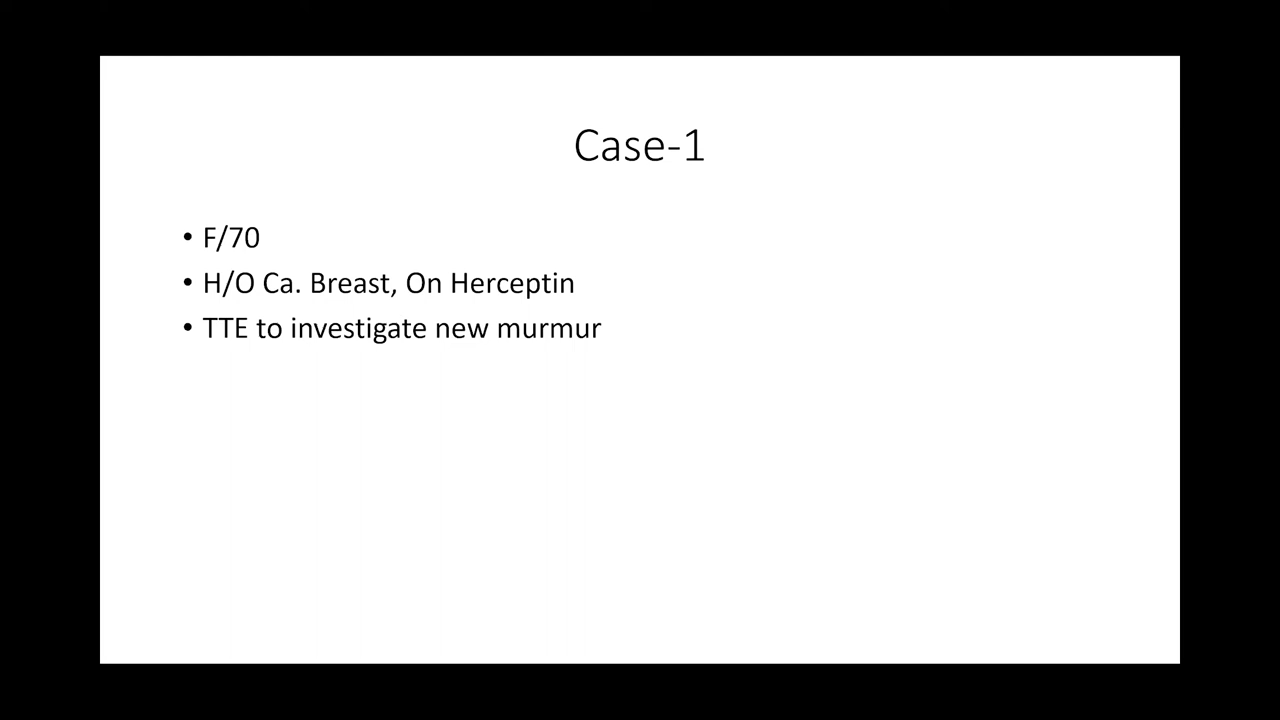 Case-1
• F/70
• H/O Ca. Breast, On Herceptin
• TTE to investigate new murmur